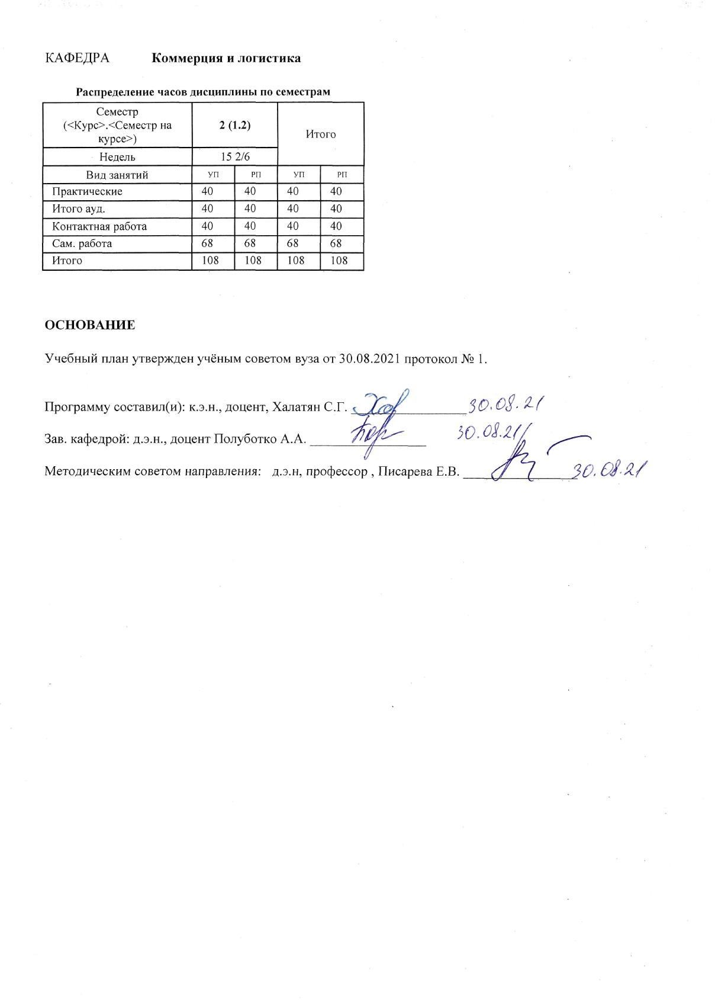 КАФЕДРА Коммерция и логистика
Распределение часов дисциплины по семестрам
Семестр
(<Курс>.<Семестр на
курсе>) 2 (1.2) Итого
Недель 15 2/6
Вид занятий УП РП УП РП
Практические 40 40 40 40
Итого ауд. 40 40 40 40
Контактная работа 40 40 40 40
Сам. работа 68 68 68 68
Итого 108 108 108 108
ОСНОВАНИЕ
Учебный план утвержден учёным советом вуза от 30.08.2021 протокол № 1.
Программу составил(и): к.э.н., доцент, Халатян С.Г. 30.08.21
Зав. кафедрой: д.э.н., доцент Полуботко А.А. 30.08.21
Методическим советом направления: д.э.н, профессор , Писарева Е.В. 30.08.21